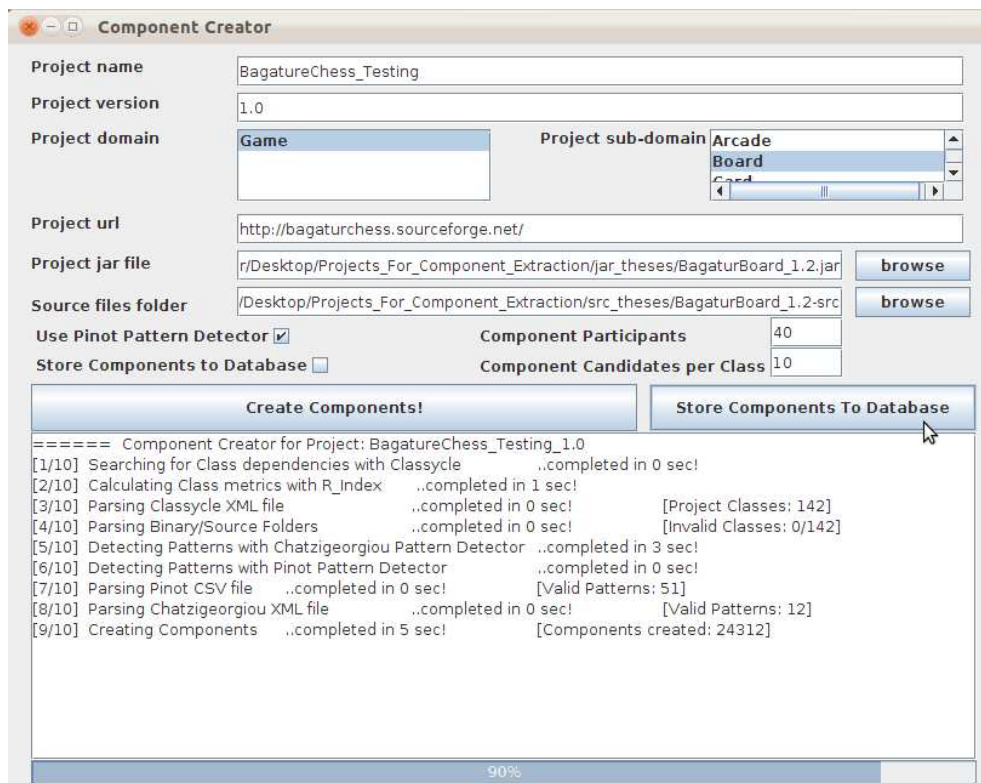 Component Creator
Project name BagatureChess_Testing
Project version 1.0
Project domain Game Project sub-domain Arcade
Board
Card
Project url http://bagaturchess.sourceforge.net/
Project jar file r/Desktop/Projects_For_Component_Extraction/jar_theses/BagaturBoard_1.2.jar browse
Source files folder /Desktop/Projects_For_Component_Extraction/src_theses/BagaturBoard_1.2-src browse
Use Pinot Pattern Detector Component Participants 40
Store Components to Database Component Candidates per Class 10
Create Components! Store Components To Database
====== Component Creator for Project: BagatureChess_Testing_1.0
[1/10] Searching for Class dependencies with Classycle ..completed in 0 sec!
[2/10] Calculating Class metrics with R_Index ..completed in 1 sec!
[3/10] Parsing Classycle XML file ..completed in 0 sec! [Project Classes: 142]
[4/10] Parsing Binary/Source Folders ..completed in 0 sec! [Invalid Classes: 0/142]
[5/10] Detecting Patterns with Chatzigeorgiou Pattern Detector ..completed in 3 sec!
[6/10] Detecting Patterns with Pinot Pattern Detector ..completed in 0 sec!
[7/10] Parsing Pinot CSV file ..completed in 0 sec! [Valid Patterns: 51]
[8/10] Parsing Chatzigeorgiou XML file ..completed in 0 sec! [Valid Patterns: 12]
[9/10] Creating Components ..completed in 5 sec! [Components created: 24312]
90%